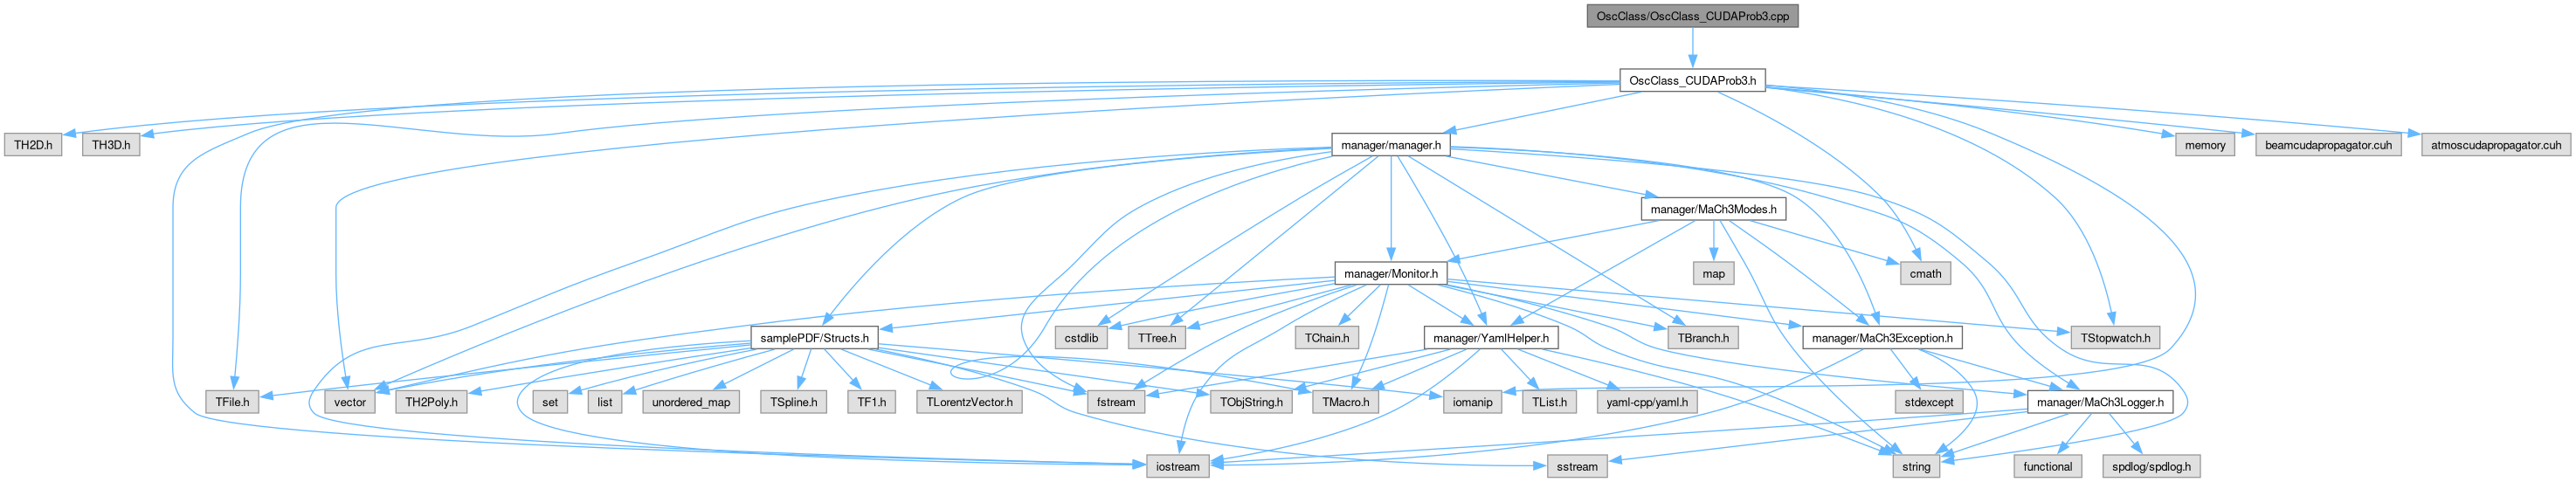 OscClass/OscClass_CUDAProb3.cpp
OscClass_CUDAProb3.h
TH2D.h
TH3D.h
manager/manager.h
memory
beamcudapropagator.cuh
atmoscudapropagator.cuh
manager/MaCh3Modes.h
manager/Monitor.h
map
cmath
samplePDF/Structs.h
cstdlib
TTree.h
TChain.h
manager/YamlHelper.h
TBranch.h
manager/MaCh3Exception.h
TStopwatch.h
TFile.h
vector
TH2Poly.h
set
list
unordered_map
TSpline.h
TF1.h
TLorentzVector.h
fstream
TObjString.h
TMacro.h
iomanip
TList.h
yaml-cpp/yaml.h
stdexcept
manager/MaCh3Logger.h
iostream
sstream
string
functional
spdlog/spdlog.h